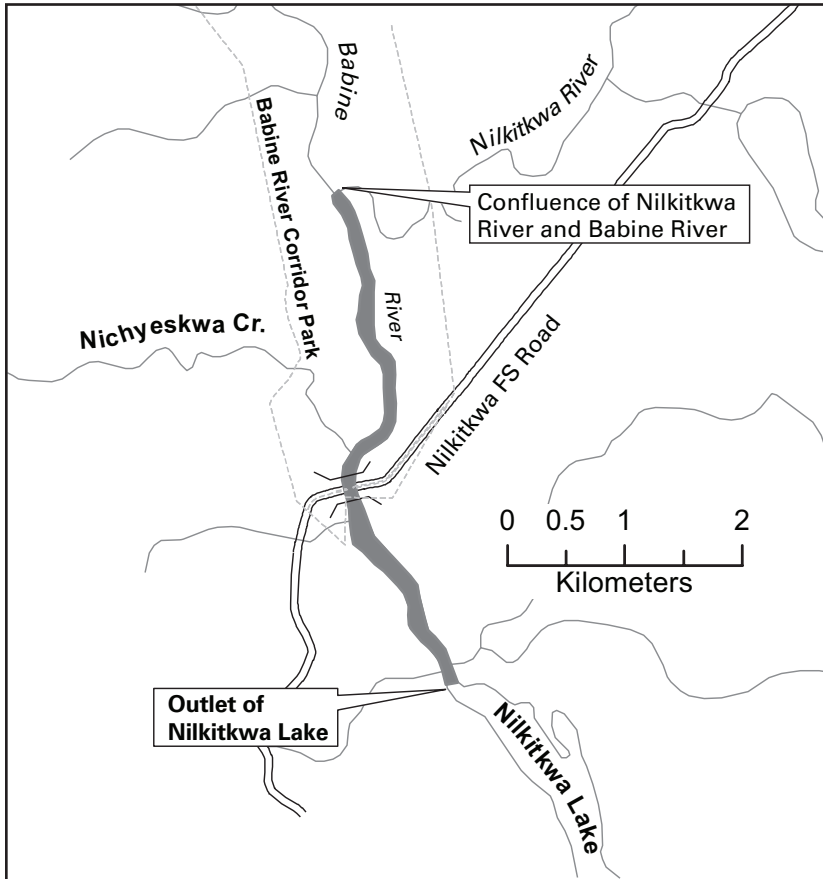 Babine
Nilkitkwa River
Babine River Corridor Park
Confluence of Nilkitkwa
River and Babine River
River
Nichyeskwa Cr.
Nilkitkwa FS Road
0 0.5 1 2
Kilometers
Outlet of
Nilkitkwa Lake
Nilkitkwa Lake